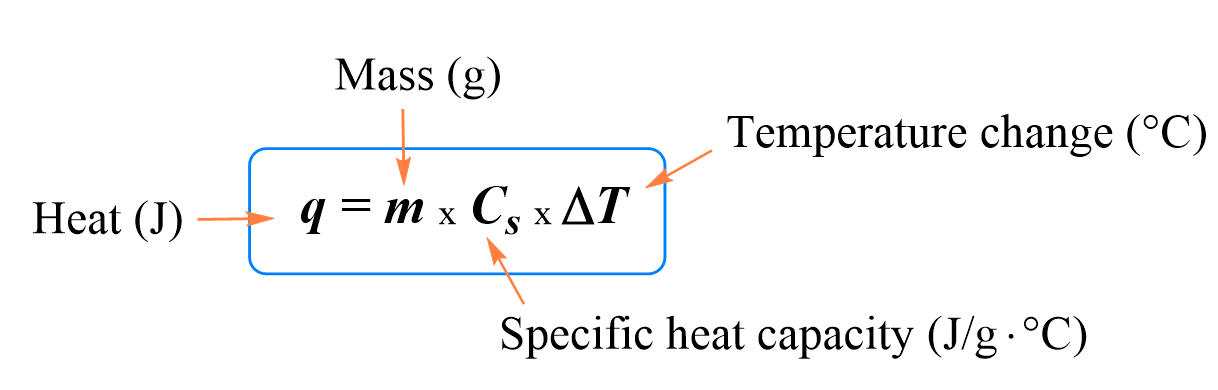 Mass (g)
Temperature change (°C)
Heat (J)
q = m x Cs x ΔT
Specific heat capacity (J/g·°C)